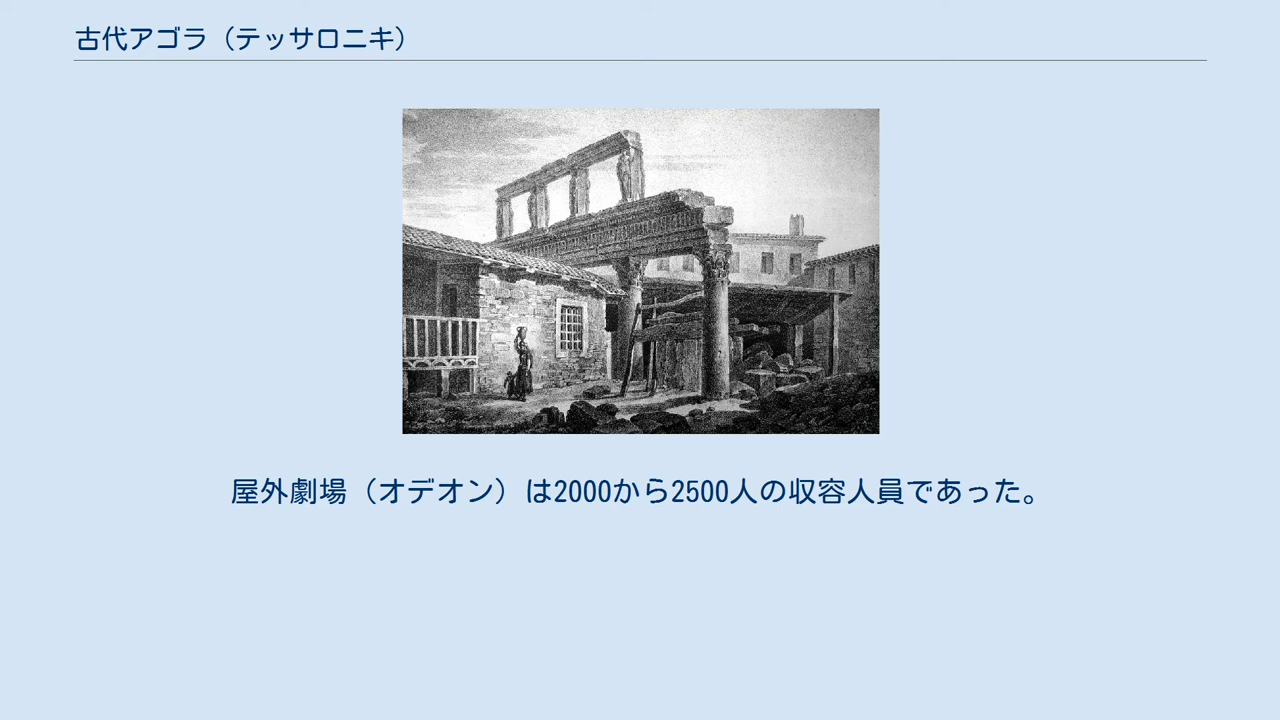 古代アゴラ（テッサロニキ）
屋外劇場（オデオン）は2000から2500人の収容人員であった。